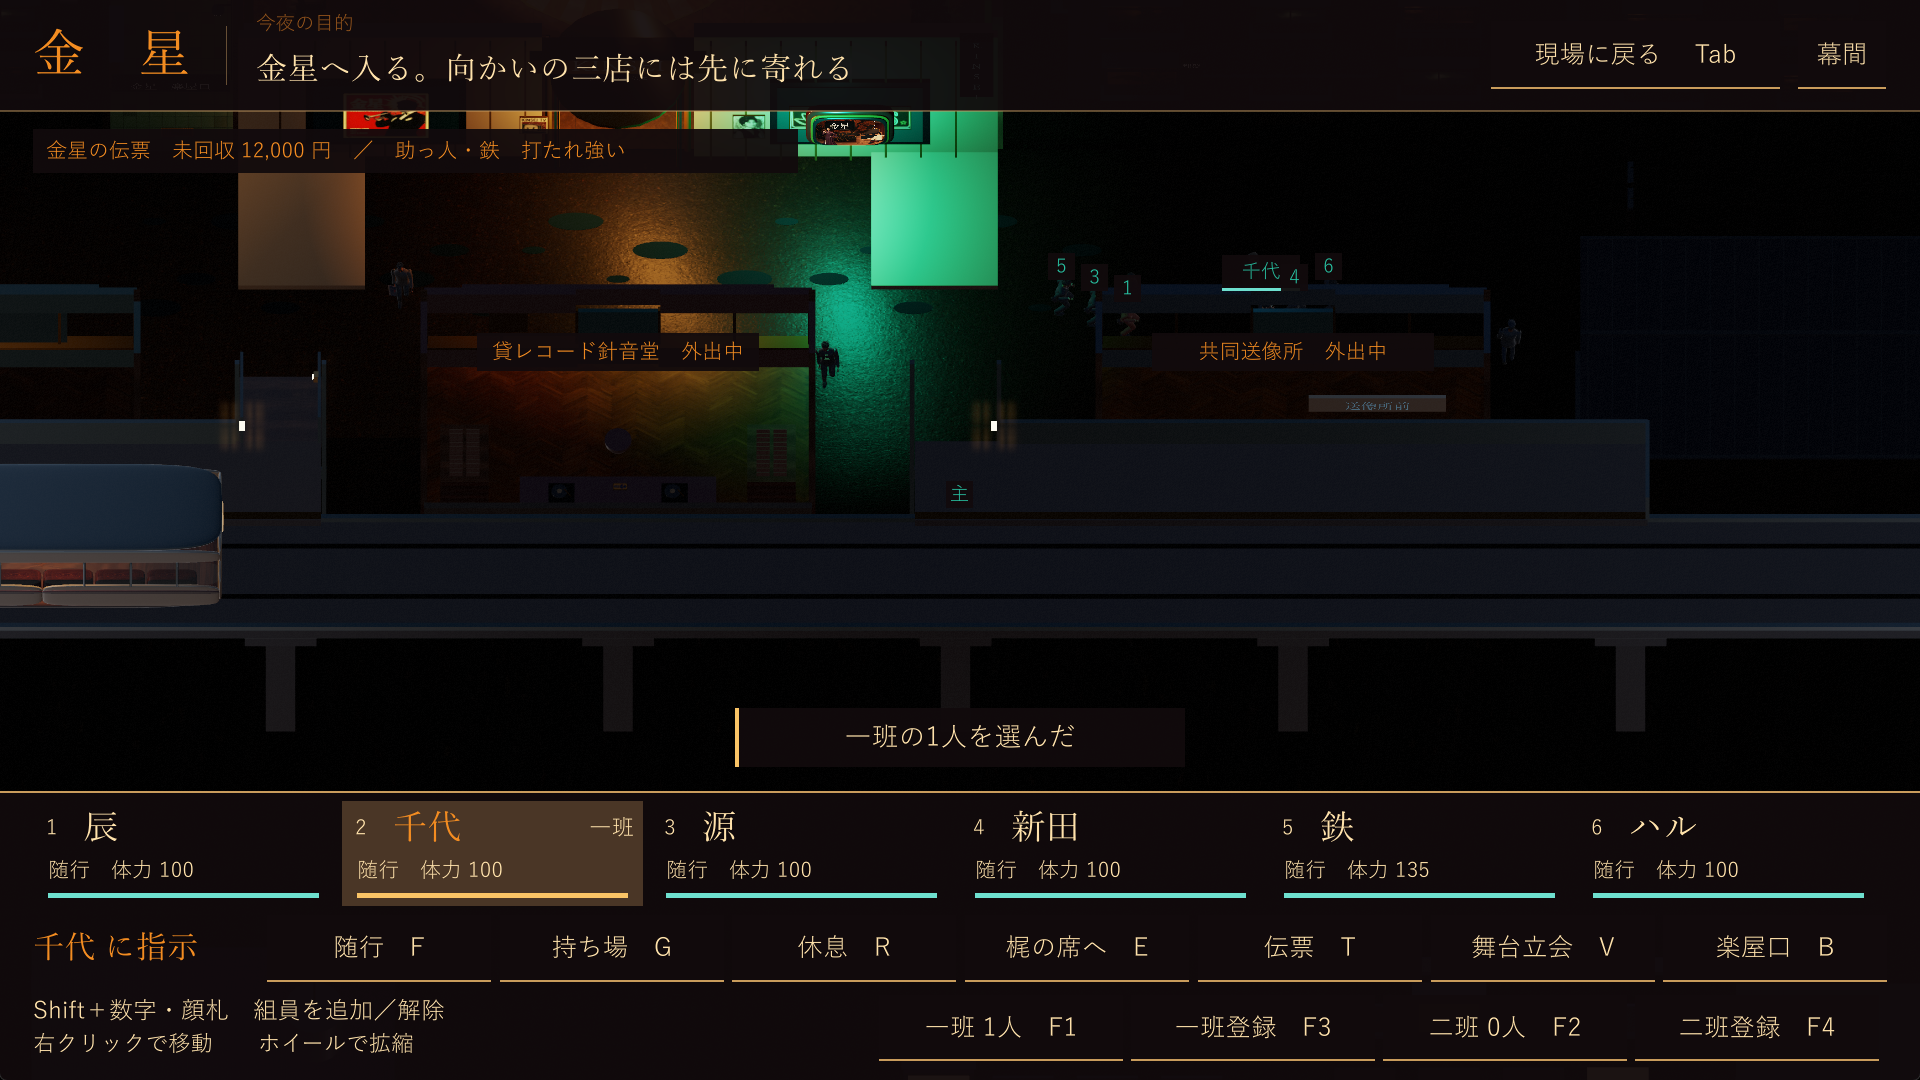 金 星
今夜の目的
金星へ入る。向かいの三店には先に寄れる
現場に戻る Tab
幕間
金星の伝票 未回収 12,000 円 ／ 助っ人・鉄 打たれ強い
5
3
1
千代
4
6
貸レコード針音堂 外出中
共同送像所 外出中
送像所前
主
一班の1人を選んだ
1 辰
随行 体力 100
2 千代 一班
随行 体力 100
3 源
随行 体力 100
4 新田
随行 体力 100
5 鉄
随行 体力 135
6 ハル
随行 体力 100
千代 に指示
随行 F
持ち場 G
休息 R
梶の席へ E
伝票 T
舞台立会 V
楽屋口 B
Shift＋数字・顔札 組員を追加／解除
右クリックで移動 ホイールで拡縮
一班 1人 F1
一班登録 F3
二班 0人 F2
二班登録 F4